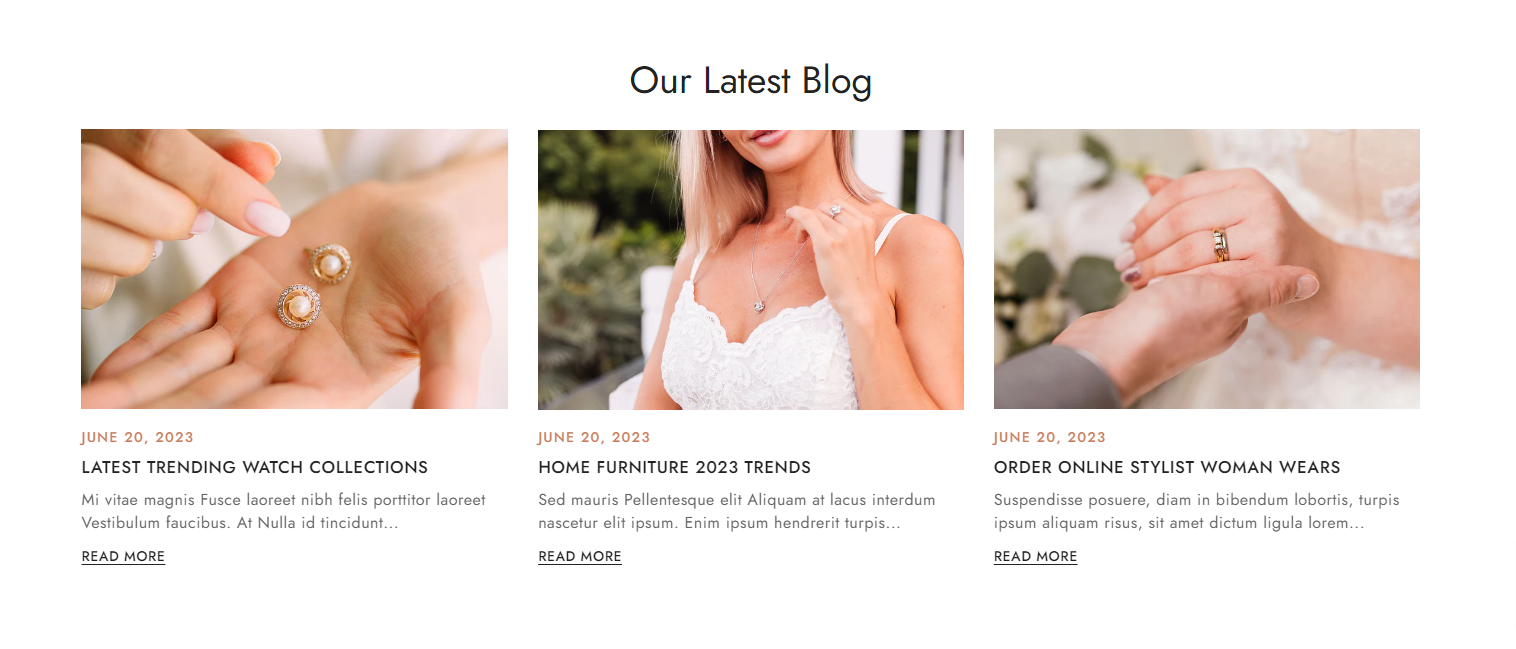 Our Latest Blog
JUNE 20, 2023
LATEST TRENDING WATCH COLLECTIONS
Mi vitae magnis Fusce laoreet nibh felis porttitor laoreet
Vestibulum faucibus. At Nulla id tincidunt...
READ MORE
JUNE 20, 2023
HOME FURNITURE 2023 TRENDS
Sed mauris Pellentesque elit Aliquam at lacus interdum
nascetur elit ipsum. Enim ipsum hendrerit turpis...
READ MORE
JUNE 20, 2023
ORDER ONLINE STYLIST WOMAN WEARS
Suspendisse posuere, diam in bibendum lobortis, turpis
ipsum aliquam risus, sit amet dictum ligula lorem...
READ MORE